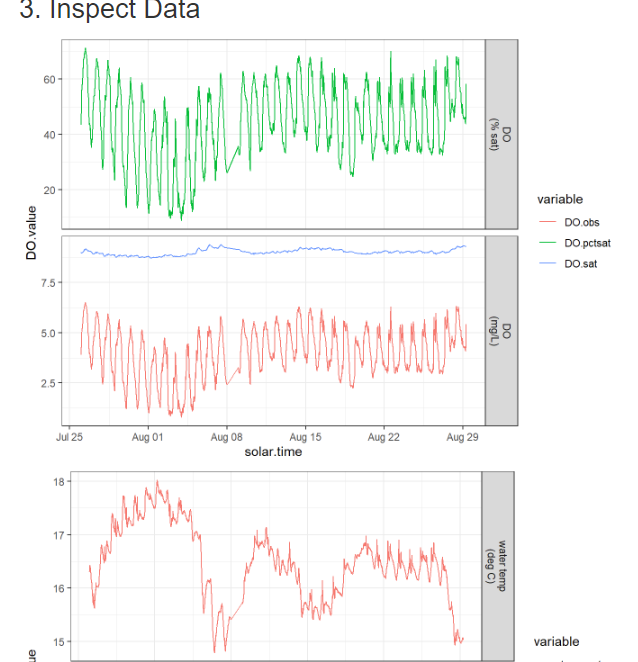 3. Inspect Data
60
40
20
DO
(% sat)
DO.value
7.5
5.0
2.5
DO
(mg/L)
variable
DO.obs
DO.pctsat
DO.sat
Jul 25 Aug 01 Aug 08 Aug 15 Aug 22 Aug 29
solar.time
18
17
16
15
water temp
(deg C)
variable